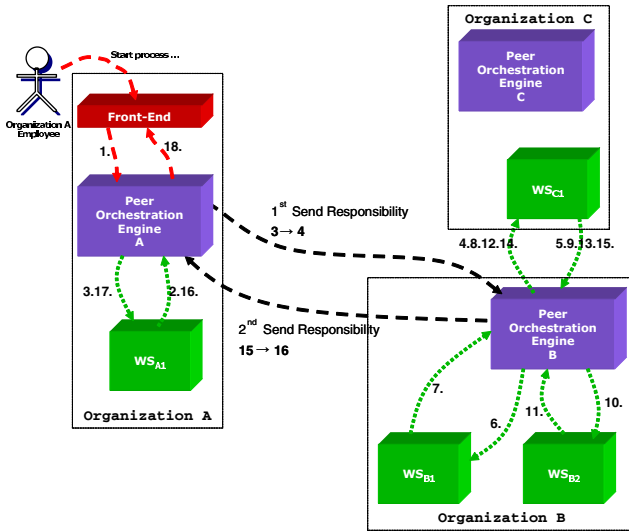 Organization C
Start process ...
Peer
Orchestration
Engine
C
Organization A
Employee
Front-End
1.
18.
WSC1
Peer
Orchestration
Engine
A
1st Send Responsibility
3 → 4
4.8.12.14.
5.9.13.15.
3.17.
2.16.
Peer
Orchestration
Engine
B
2nd Send Responsibility
15 → 16
WSA1
7.
6.
11.
10.
Organization A
WSB1
WSB2
Organization B